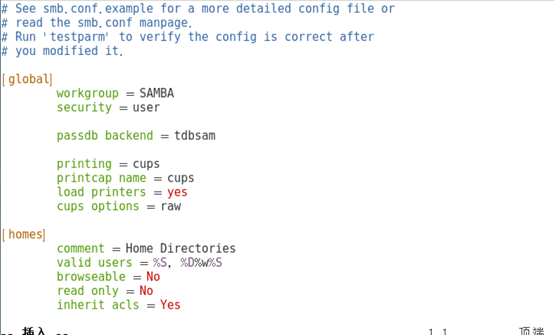 # See smb.conf.example for a more detailed config file or
# read the smb.conf manpage.
# Run 'testparm' to verify the config is correct after
# you modified it.
[global]
workgroup = SAMBA
security = user
passdb backend = tdbsam
printing = cups
printcap name = cups
load printers = yes
cups options = raw
[homes]
comment = Home Directories
valid users = %S, %D%w%S
browseable = No
read only = No
inherit acls = Yes
-- 插入 -- 1,1 顶端